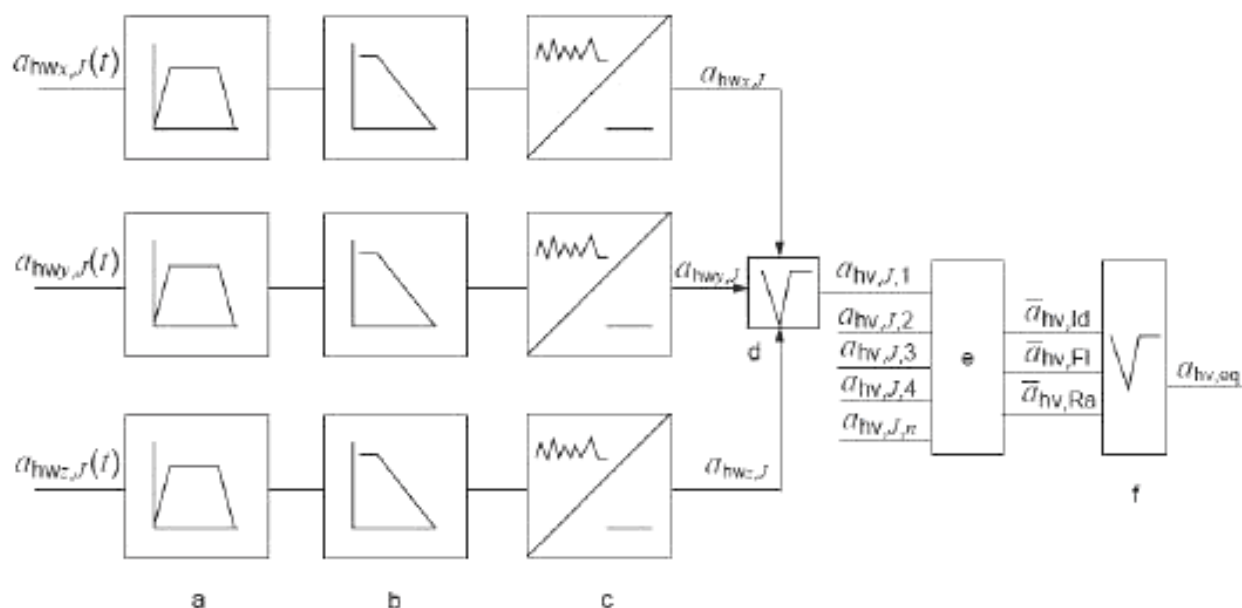 a_hwx,J(t)
a_hwx,J
a_hwy,J(t)
a_hwy,J
a_hv,J,1
a_hv,J,2
a_hv,J,3
a_hv,J,4
a_hv,J,n
d
e
ā_hv,Id
ā_hv,Fl
ā_hv,Ra
a_hv,eq
f
a_hwz,J(t)
a_hwz,J
a
b
c